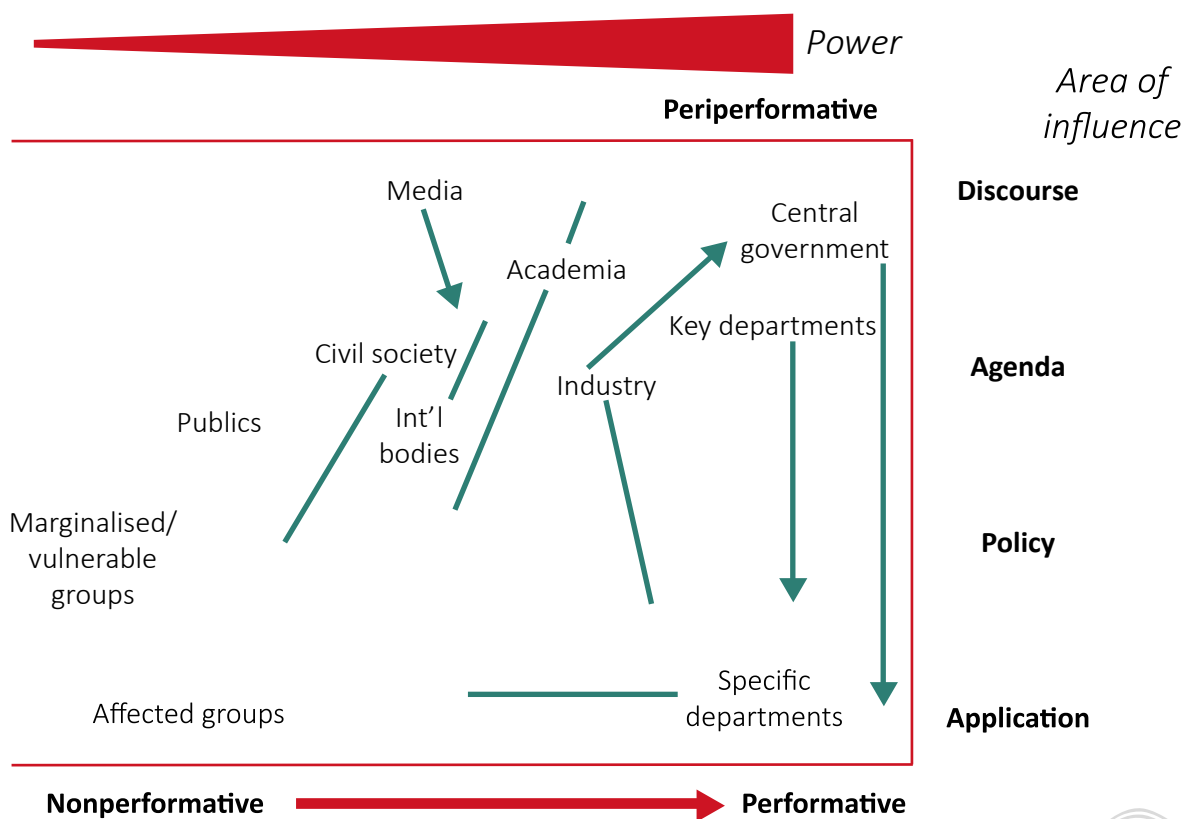 Power
Area of
influence
Periperformative
Media
Discourse
Central
government
Academia
Key departments
Civil society
Agenda
Industry
Publics
Int'l
bodies
Marginalised/
vulnerable
groups
Policy
Specific
departments
Affected groups
Application
Nonperformative
Performative